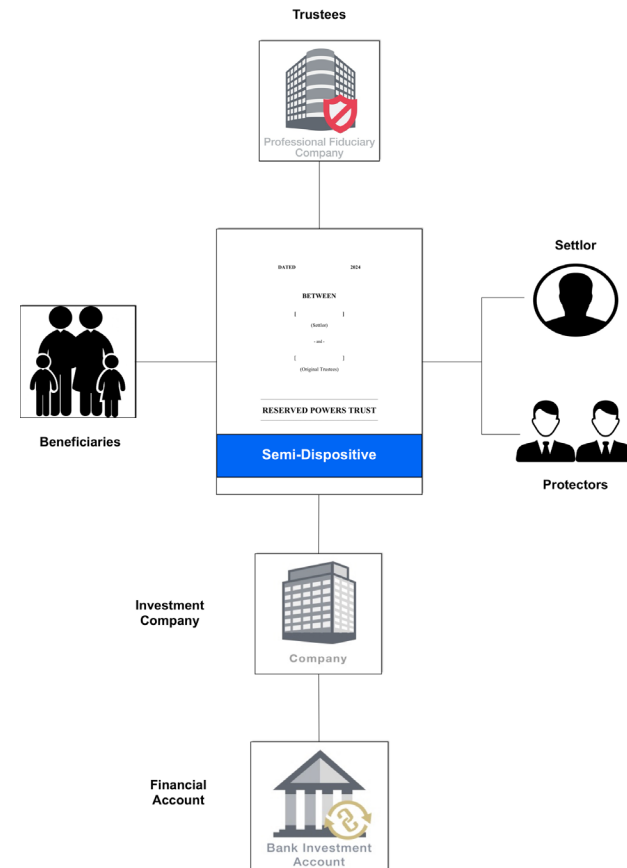 Trustees
Professional Fiduciary
Company
DATED 2024
BETWEEN
[ ]
(Settlor)
- and -
[ ]
(Original Trustees)
RESERVED POWERS TRUST
Semi-Dispositive
Settlor
Beneficiaries
Protectors
Investment
Company
Company
Financial
Account
Bank Investment
Account